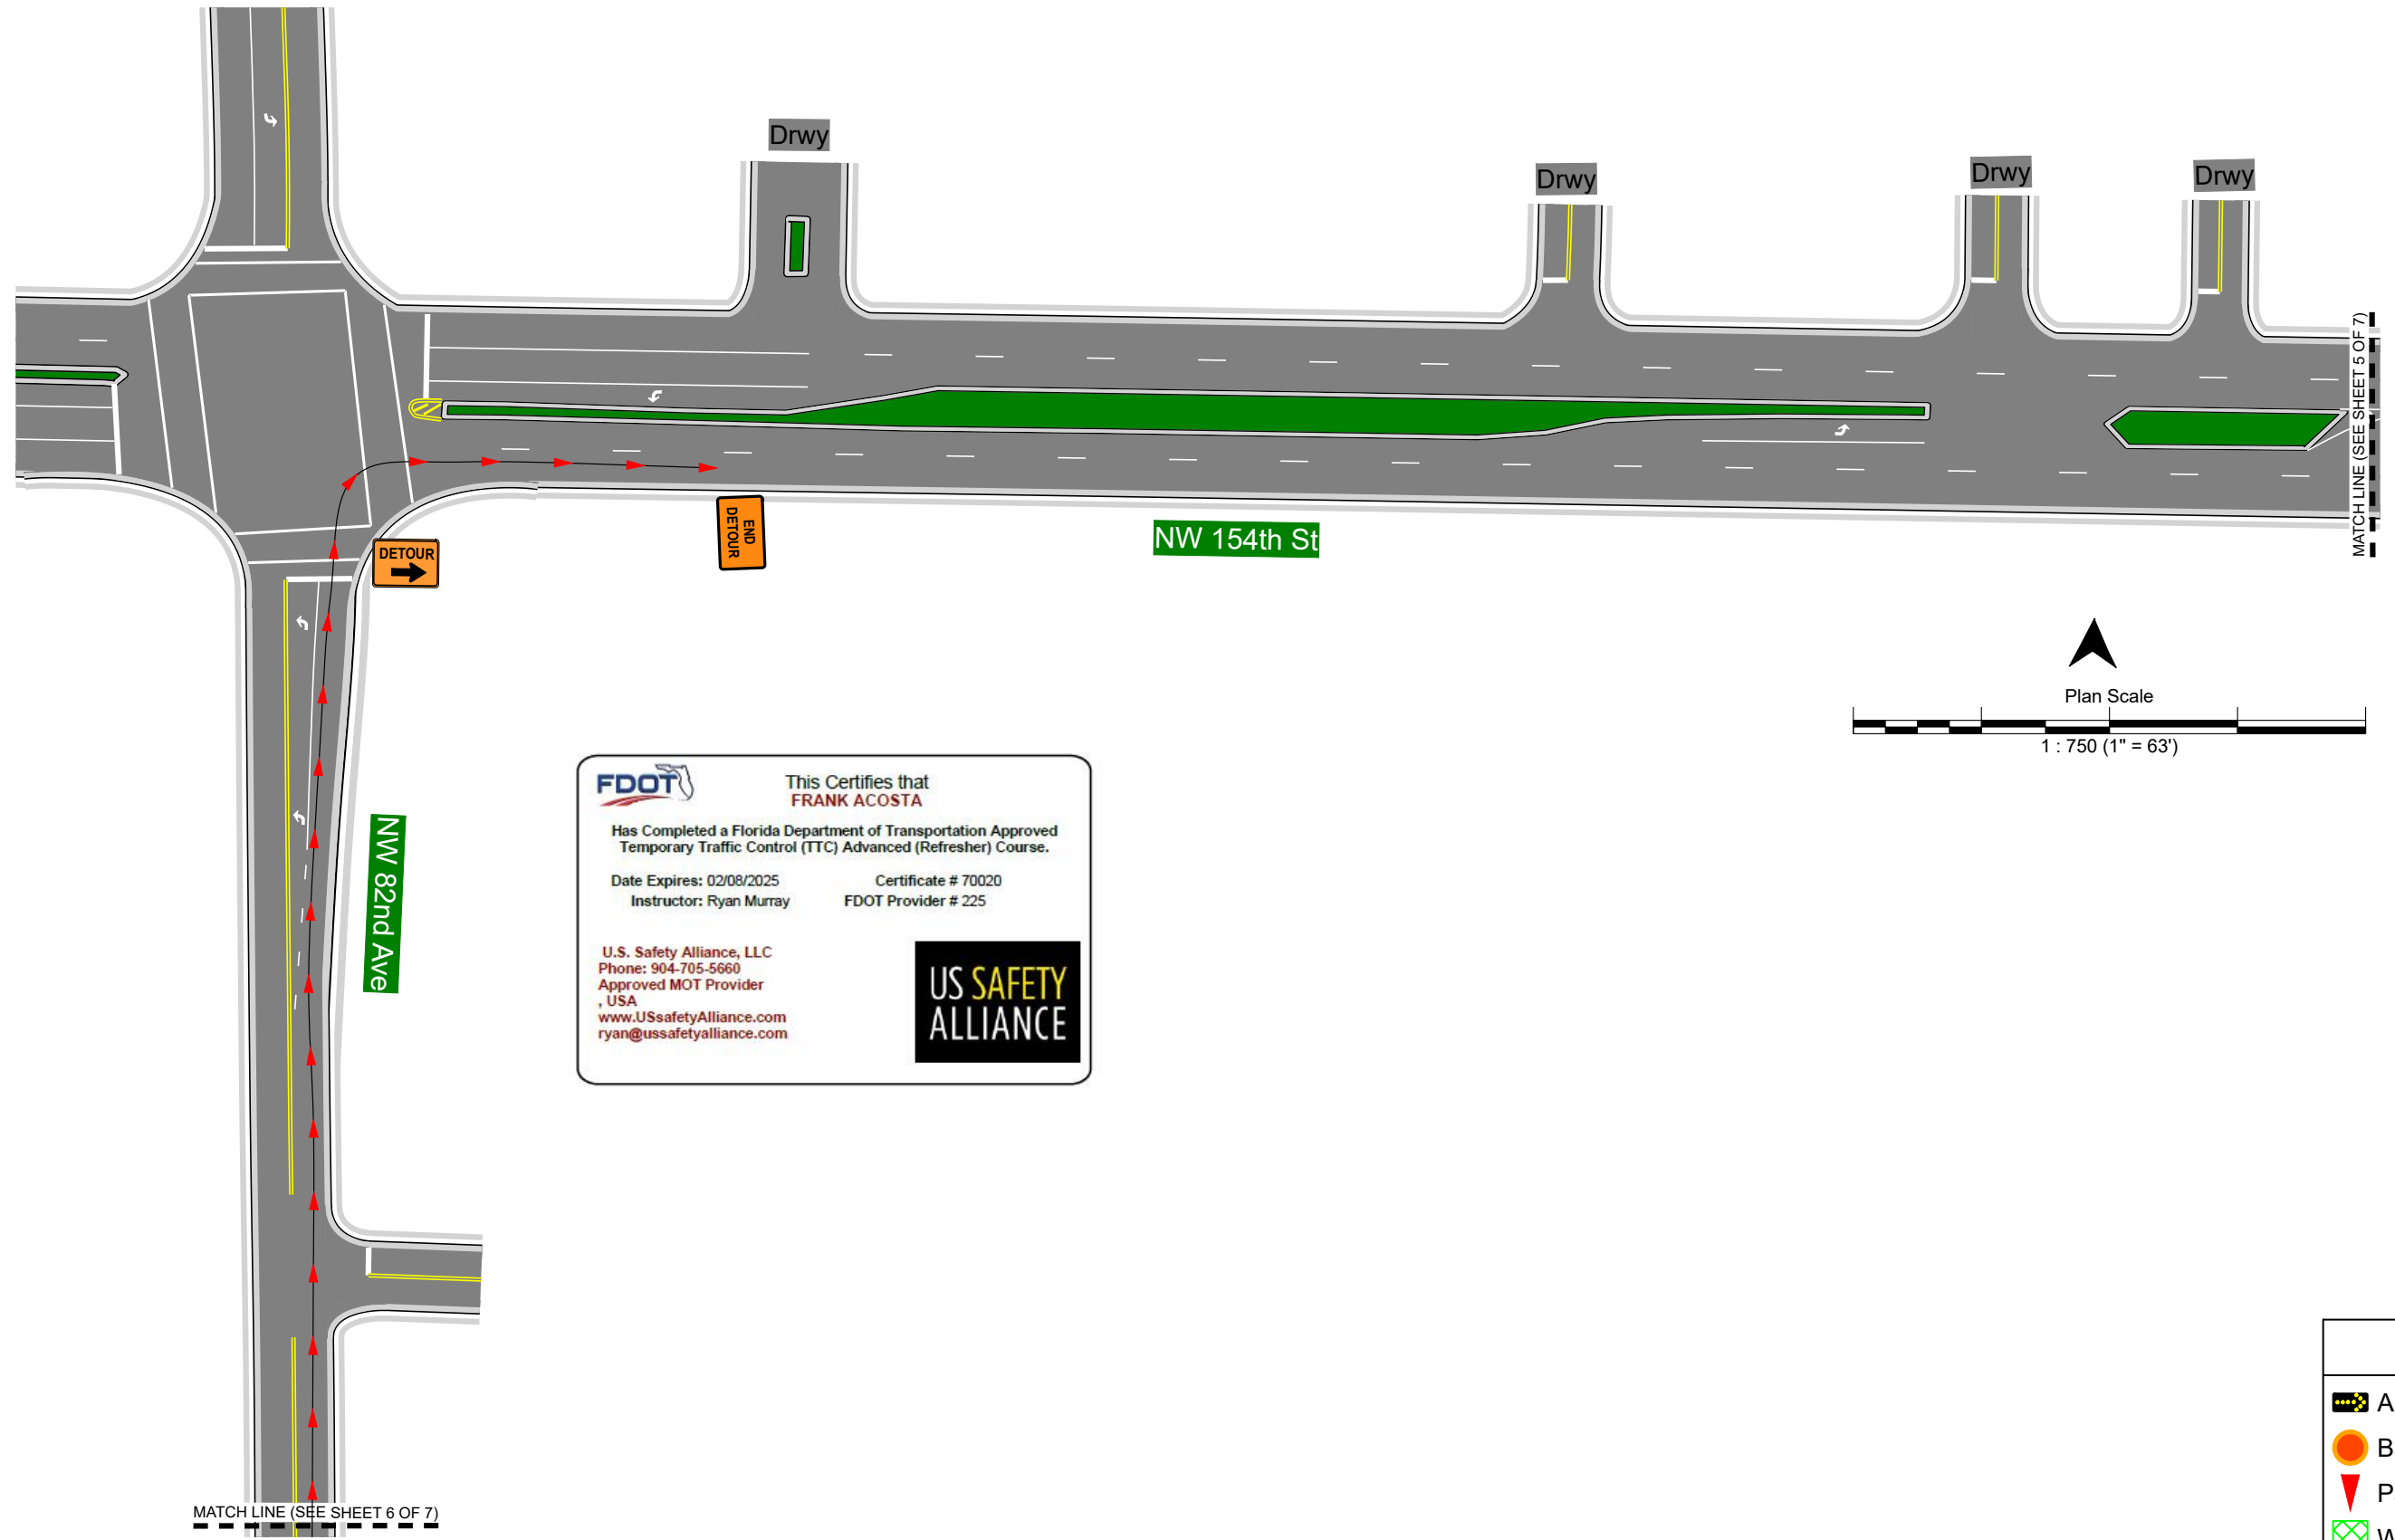 Drwy
Drwy
Drwy
Drwy
MATCH LINE (SEE SHEET 5 OF 7)
DETOUR
END
DETOUR
NW 154th St
Plan Scale
1 : 750 (1" = 63')
NW 82nd Ave
FDOT
This Certifies that
FRANK ACOSTA
Has Completed a Florida Department of Transportation Approved
Temporary Traffic Control (TTC) Advanced (Refresher) Course.
Date Expires: 02/08/2025
Certificate # 70020
Instructor: Ryan Murray
FDOT Provider # 225
U.S. Safety Alliance, LLC
Phone: 904-705-5660
Approved MOT Provider
, USA
www.USsafetyAlliance.com
ryan@ussafetyalliance.com
US SAFETY
ALLIANCE
A
B
P
MATCH LINE (SEE SHEET 6 OF 7)